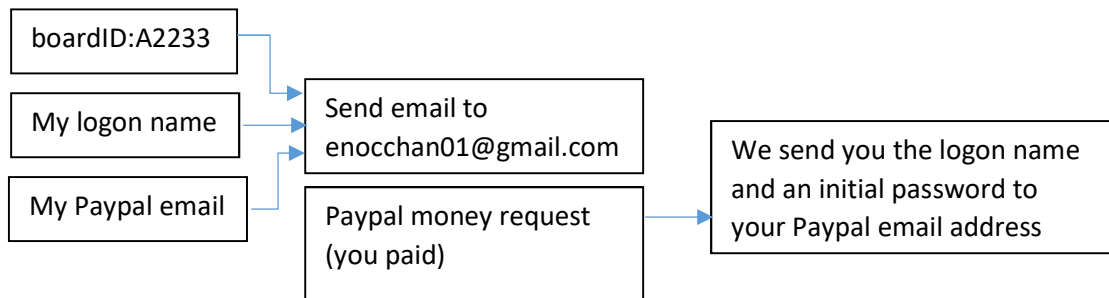 boardID:A2233
My logon name
My Paypal email
Send email to
enocchan01@gmail.com
Paypal money request
(you paid)
We send you the logon name
and an initial password to
your Paypal email address